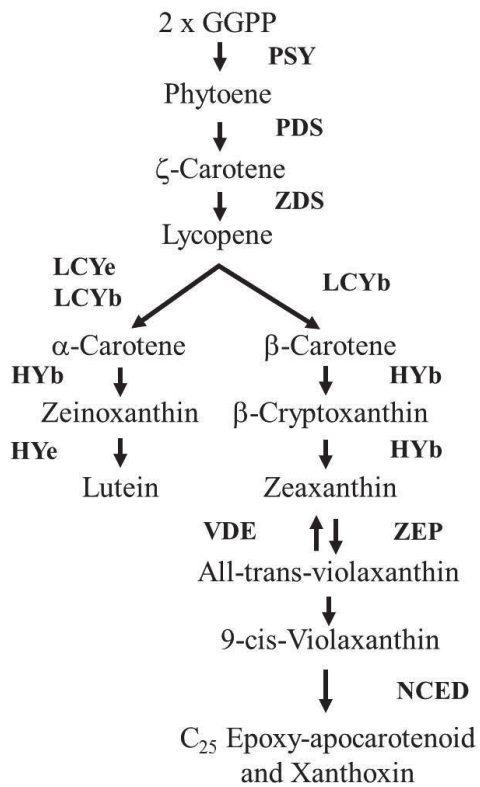 2 x GGPP
PSY
Phytoene
PDS
ζ-Carotene
ZDS
Lycopene
LCYe
LCYb
LCYb
α-Carotene
β-Carotene
HYb
HYb
Zeinoxanthin
β-Cryptoxanthin
HYe
HYb
Lutein
Zeaxanthin
VDE
ZEP
All-trans-violaxanthin
9-cis-Violaxanthin
NCED
C₂₅ Epoxy-apocarotenoid
and Xanthoxin